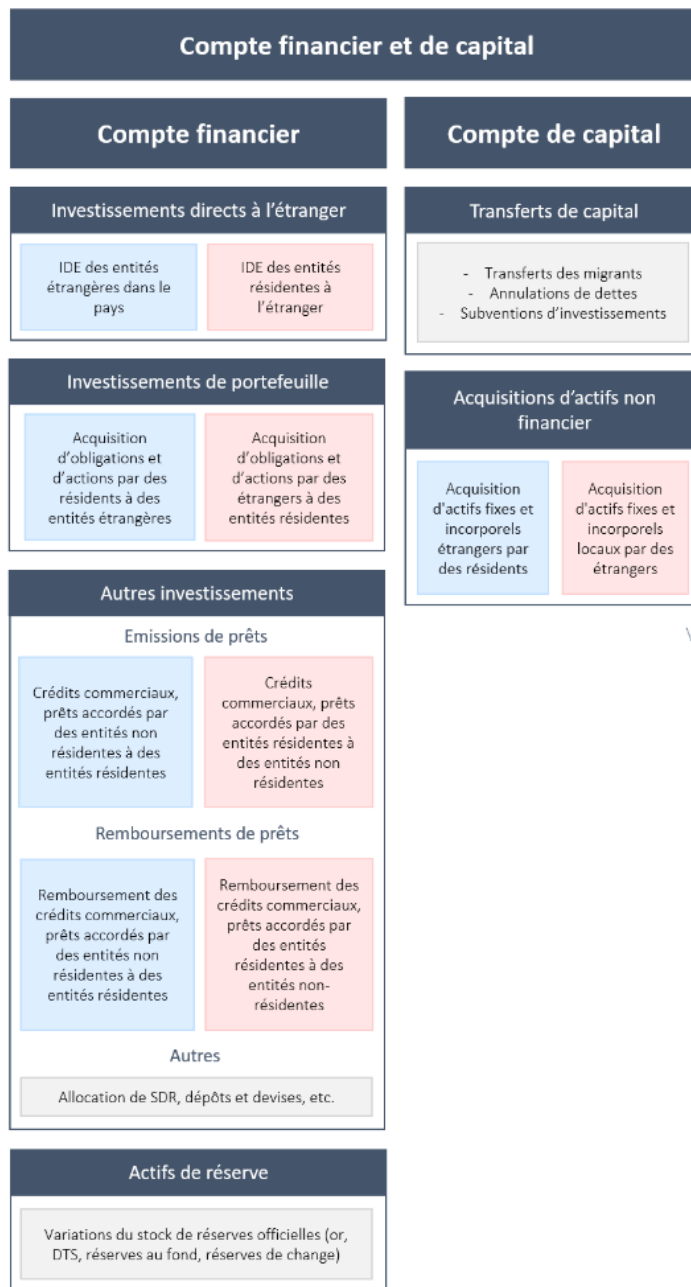 Compte financier et de capital
Compte financier
Compte de capital
Investissements directs à l'étranger
IDE des entités
étrangères dans le
pays
IDE des entités
résidentes à
l'étranger
Investissements de portefeuille
Acquisition
d'obligations et
d'actions par des
résidents à des
entités étrangères
Acquisition
d'obligations et
d'actions par des
étrangers à des
entités résidentes
Autres investissements
Emissions de prêts
Crédits commerciaux,
prêts accordés par
des entités non
résidentes à des
entités résidentes
Crédits
commerciaux, prêts
accordés par des
entités résidentes à
des entités non
résidentes
Remboursements de prêts
Remboursement des
crédits commerciaux,
prêts accordés par
des entités non
résidentes à des
entités résidentes
Remboursement des
crédits commerciaux,
prêts accordés par
des entités
résidentes à des
entités non-
résidentes
Autres
Allocation de SDR, dépôts et devises, etc.
Actifs de réserve
Variations du stock de réserves officielles (or,
DTS, réserves au fond, réserves de change)
Transferts de capital
- Transferts des migrants
- Annulations de dettes
- Subventions d'investissements
Acquisitions d'actifs non
financier
Acquisition
d'actifs fixes et
incorporels
étrangers par
des résidents
Acquisition
d'actifs fixes et
incorporels
locaux par des
étrangers